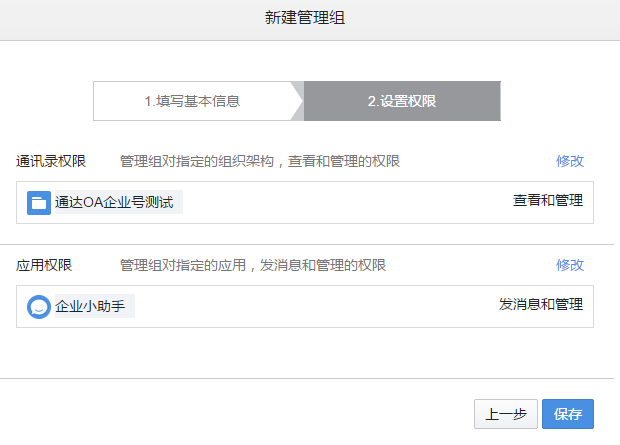 新建管理组
1.填写基本信息
2.设置权限
通讯录权限 管理组对指定的组织架构，查看和管理的权限 修改
通达OA企业号测试 查看和管理
应用权限 管理组对指定的应用，发消息和管理的权限 修改
企业小助手 发消息和管理
上一步 保存